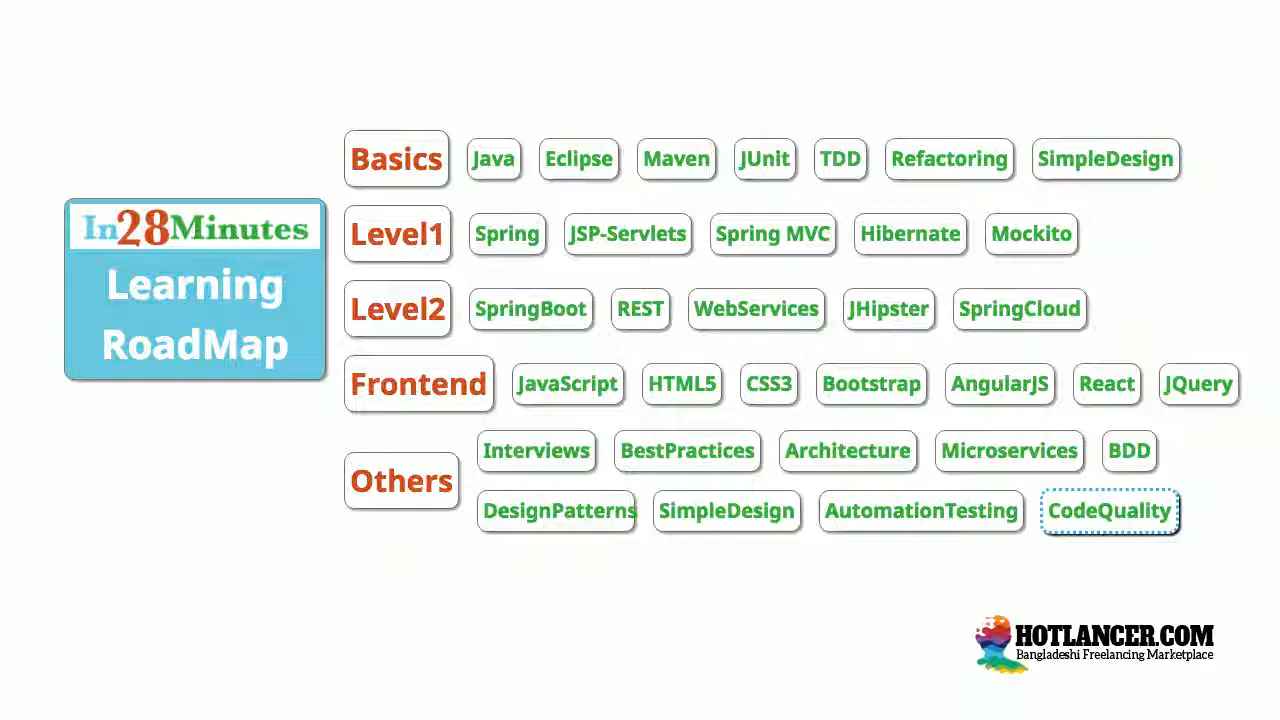 In28Minutes
Learning
RoadMap
Basics Java Eclipse Maven JUnit TDD Refactoring SimpleDesign
Level1 Spring JSP-Servlets Spring MVC Hibernate Mockito
Level2 SpringBoot REST WebServices JHipster SpringCloud
Frontend JavaScript HTML5 CSS3 Bootstrap AngularJS React JQuery
Others
Interviews BestPractices Architecture Microservices BDD
DesignPatterns SimpleDesign AutomationTesting CodeQuality
HOTLANCER.COM
Bangladeshi Freelancing Marketplace